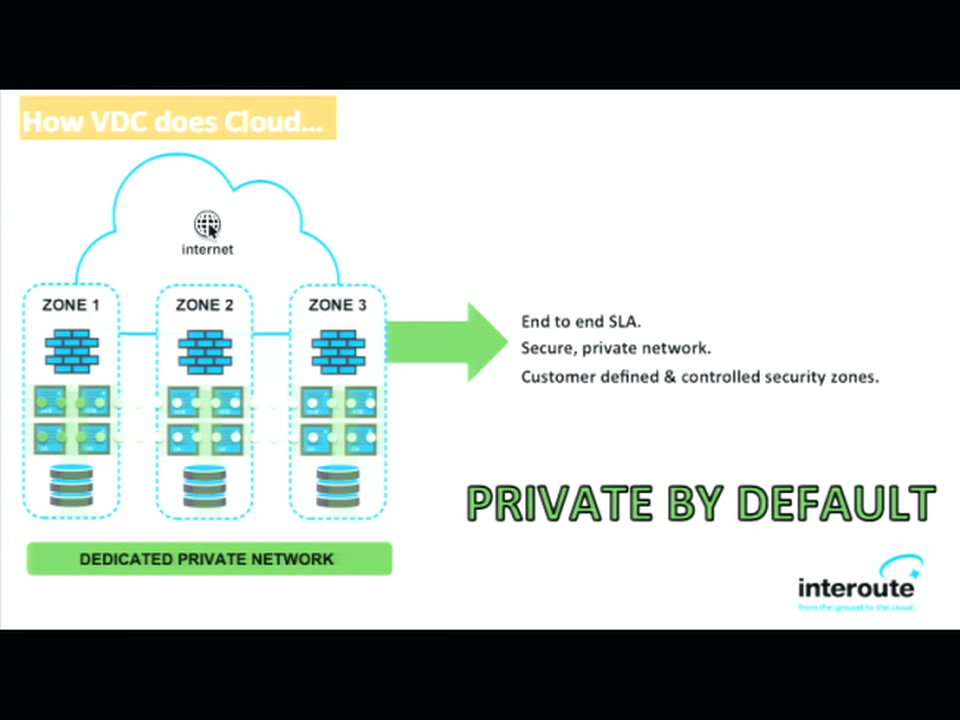 How VDC does Cloud...
internet
ZONE 1
ZONE 2
ZONE 3
End to end SLA.
Secure, private network.
Customer defined & controlled security zones.
PRIVATE BY DEFAULT
DEDICATED PRIVATE NETWORK
interoute
from the ground to the cloud